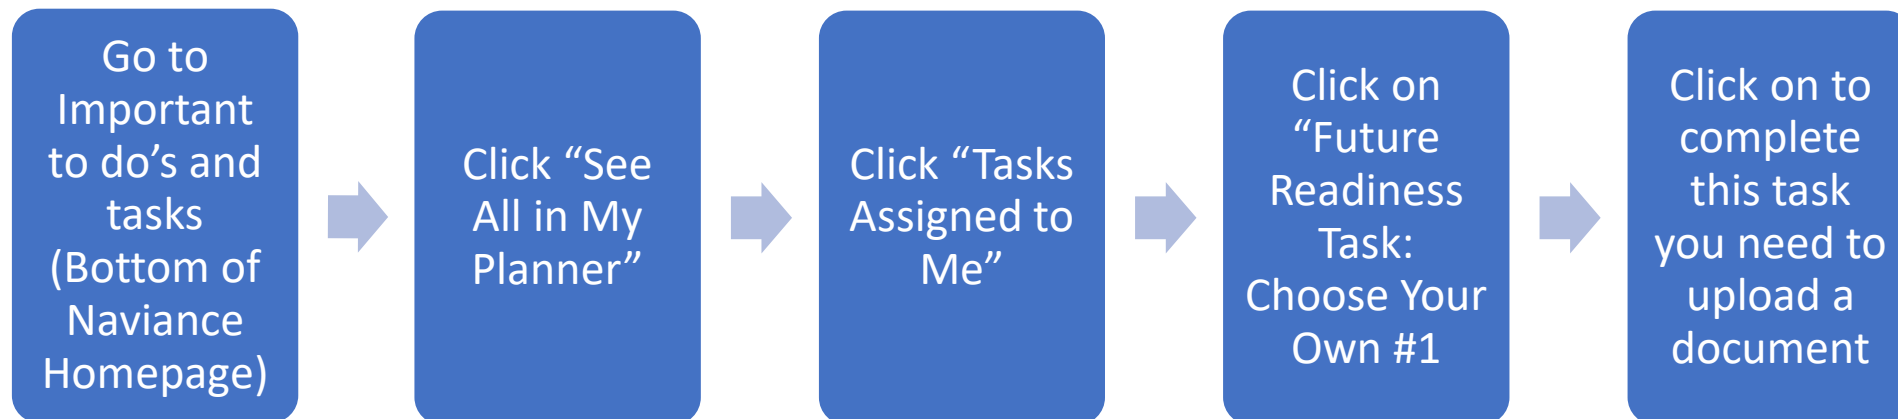 Go to
Important
to do’s and
tasks
(Bottom of
Naviance
Homepage)
Click “See
All in My
Planner”
Click “Tasks
Assigned to
Me”
Click on
“Future
Readiness
Task:
Choose Your
Own #1
Click on to
complete
this task
you need to
upload a
document